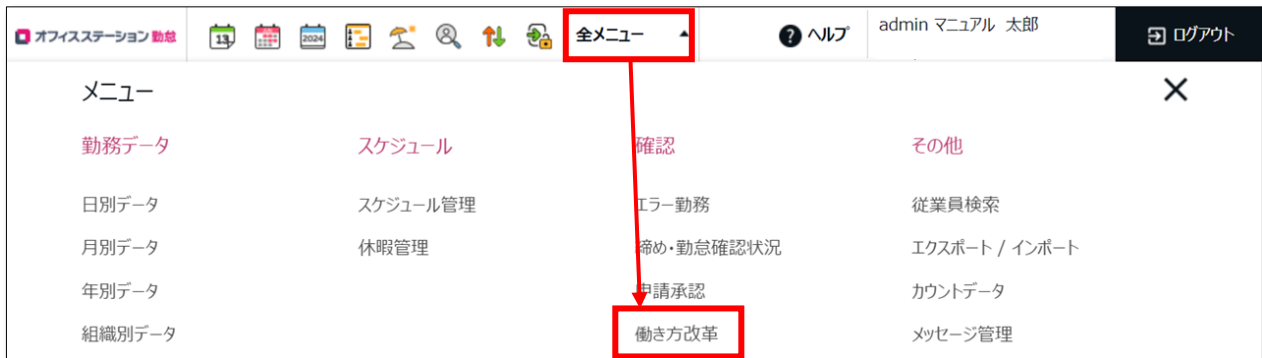 オフィスステーション 勤怠
13
2024
全メニュー
? ヘルプ
admin マニュアル 太郎
ログアウト
メニュー
勤務データ スケジュール 確認 その他
日別データ スケジュール管理 エラー勤務 従業員検索
月別データ 休暇管理 締め・勤怠確認状況 エクスポート / インポート
年別データ 申請承認 カウントデータ
組織別データ 働き方改革 メッセージ管理